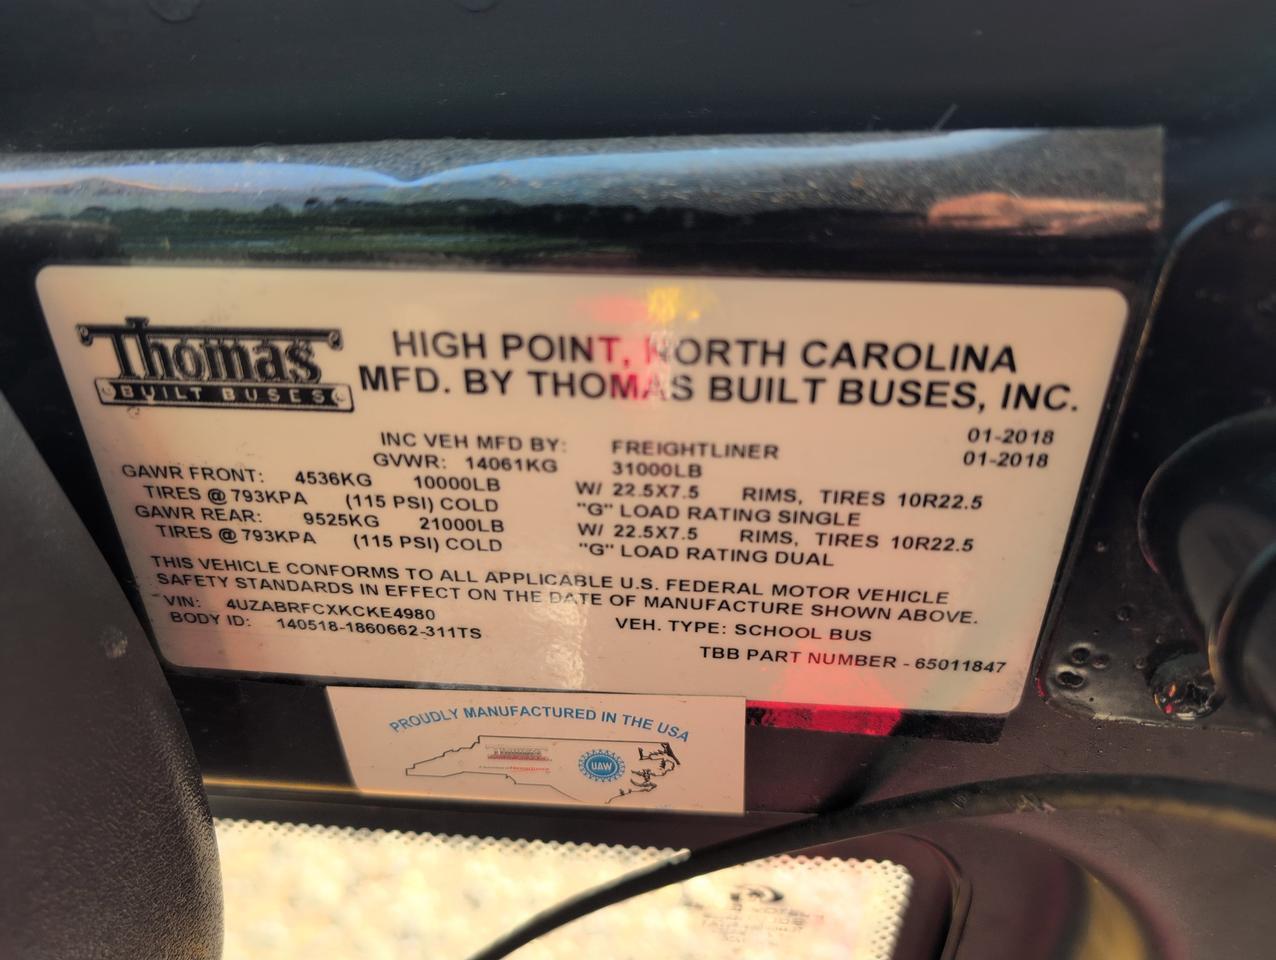 Thomas
BUILT BUSES
HIGH POINT, NORTH CAROLINA
MFD. BY THOMAS BUILT BUSES, INC.
INC VEH MFD BY: FREIGHTLINER 01-2018
GVWR: 14061KG 31000LB 01-2018
GAWR FRONT: 4536KG 10000LB W/ 22.5X7.5 RIMS, TIRES 10R22.5
TIRES @ 793KPA (115 PSI) COLD "G" LOAD RATING SINGLE
GAWR REAR: 9525KG 21000LB W/ 22.5X7.5 RIMS, TIRES 10R22.5
TIRES @ 793KPA (115 PSI) COLD "G" LOAD RATING DUAL
THIS VEHICLE CONFORMS TO ALL APPLICABLE U.S. FEDERAL MOTOR VEHICLE
SAFETY STANDARDS IN EFFECT ON THE DATE OF MANUFACTURE SHOWN ABOVE.
VIN: 4UZABRFCXKCKE4980
BODY ID: 140518-1860662-311TS VEH. TYPE: SCHOOL BUS
TBB PART NUMBER - 65011847
PROUDLY MANUFACTURED IN THE USA
UAW